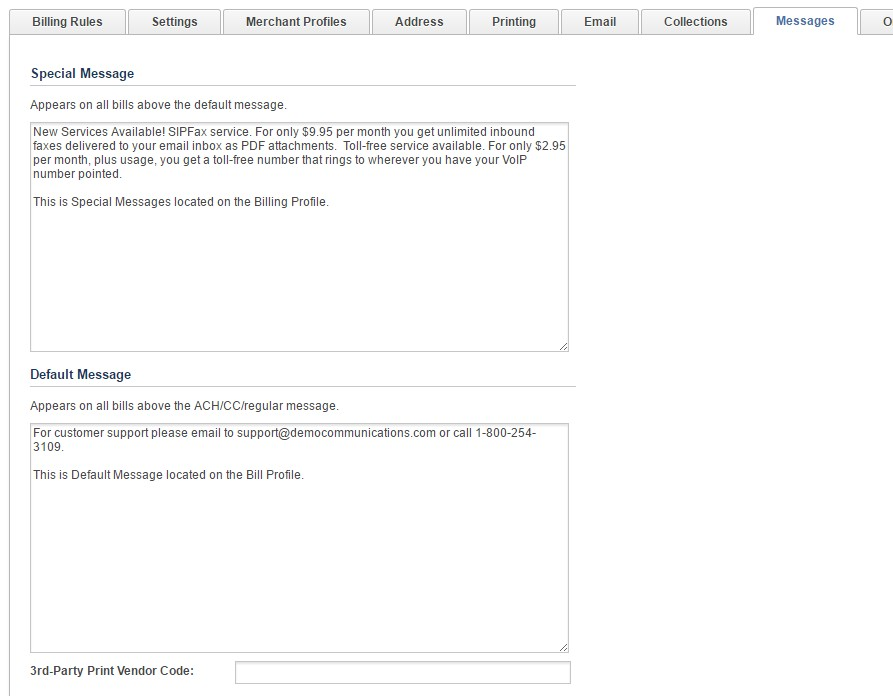 Billing Rules Settings Merchant Profiles Address Printing Email Collections Messages
Special Message
Appears on all bills above the default message.
New Services Available! SIPFax service. For only $9.95 per month you get unlimited inbound
faxes delivered to your email inbox as PDF attachments.  Toll-free service available. For only $2.95
per month, plus usage, you get a toll-free number that rings to wherever you have your VoIP
number pointed.
This is Special Messages located on the Billing Profile.
Default Message
Appears on all bills above the ACH/CC/regular message.
For customer support please email to support@democommunications.com or call 1-800-254-
3109.
This is Default Message located on the Bill Profile.
3rd-Party Print Vendor Code: